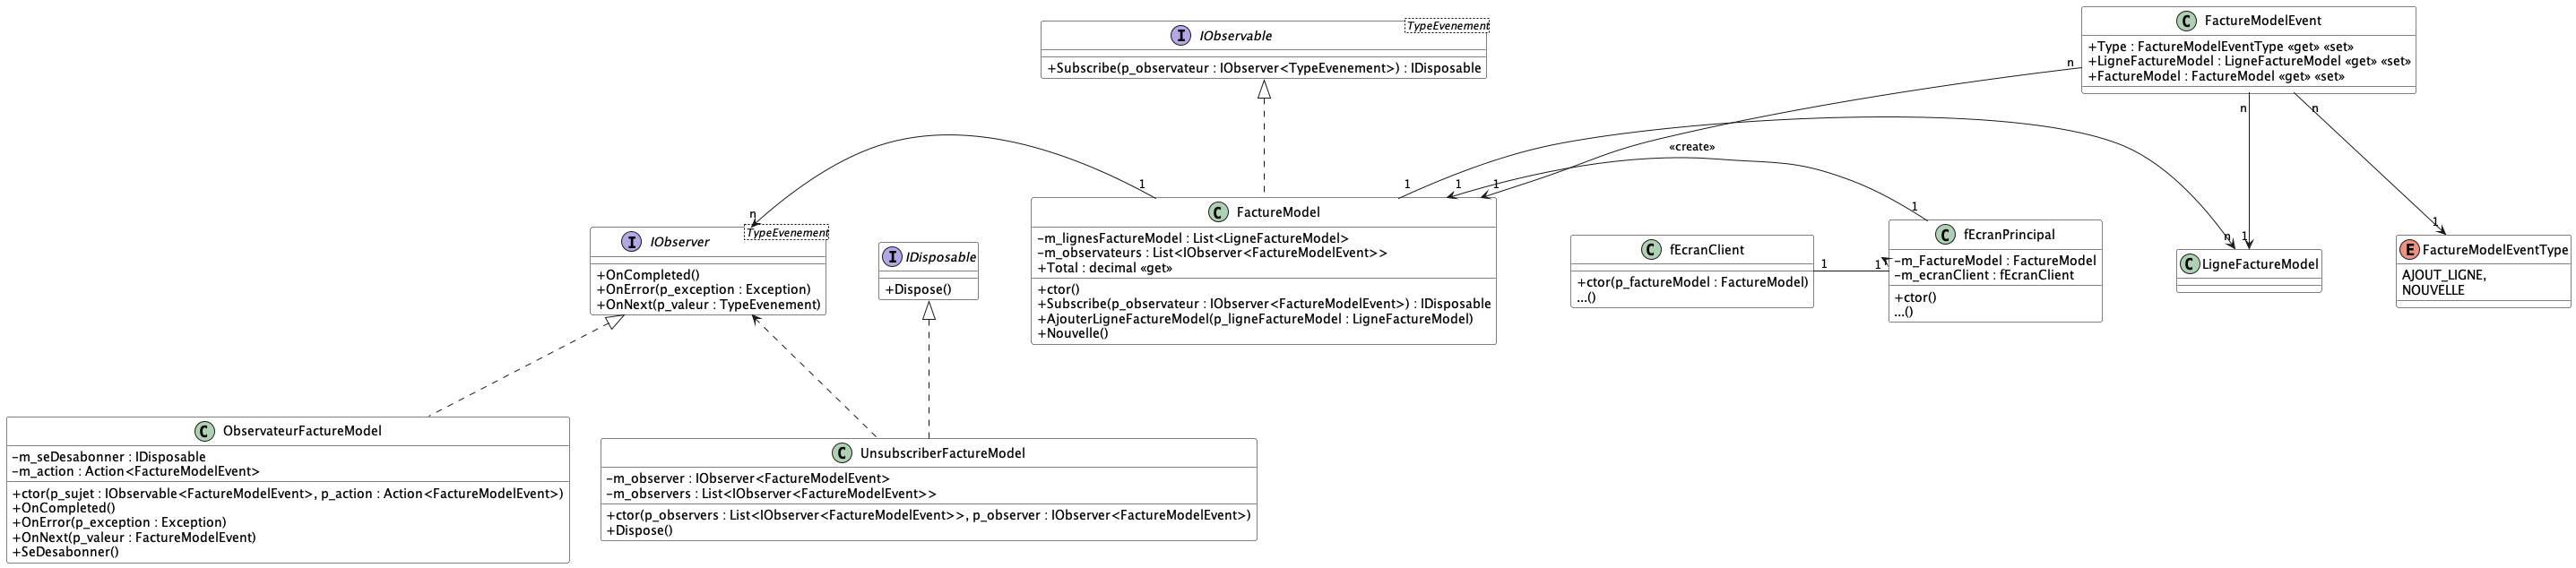 IObservable
TypeEvenement
+Subscribe(p_observateur : IObserver<TypeEvenement>) : IDisposable
FactureModelEvent
+Type : FactureModelEventType «get» «set»
+LigneFactureModel : LigneFactureModel «get» «set»
+FactureModel : FactureModel «get» «set»
n
n
n
«create»
1
1
1
1
1
n
1
n
1
FactureModel
-m_lignesFactureModel : List<LigneFactureModel>
-m_observateurs : List<IObserver<FactureModelEvent>>
+Total : decimal «get»
+ctor()
+Subscribe(p_observateur : IObserver<FactureModelEvent>) : IDisposable
+AjouterLigneFactureModel(p_ligneFactureModel : LigneFactureModel)
+Nouvelle()
IObserver
TypeEvenement
+OnCompleted()
+OnError(p_exception : Exception)
+OnNext(p_valeur : TypeEvenement)
IDisposable
+Dispose()
fEcranClient
+ctor(p_factureModel : FactureModel)
...()
1
1
fEcranPrincipal
-m_FactureModel : FactureModel
-m_ecranClient : fEcranClient
+ctor()
...()
LigneFactureModel
1
FactureModelEventType
AJOUT_LIGNE,
NOUVELLE
ObservateurFactureModel
-m_seDesabonner : IDisposable
-m_action : Action<FactureModelEvent>
+ctor(p_sujet : IObservable<FactureModelEvent>, p_action : Action<FactureModelEvent>)
+OnCompleted()
+OnError(p_exception : Exception)
+OnNext(p_valeur : FactureModelEvent)
+SeDesabonner()
UnsubscriberFactureModel
-m_observer : IObserver<FactureModelEvent>
-m_observers : List<IObserver<FactureModelEvent>>
+ctor(p_observers : List<IObserver<FactureModelEvent>>, p_observer : IObserver<FactureModelEvent>)
+Dispose()